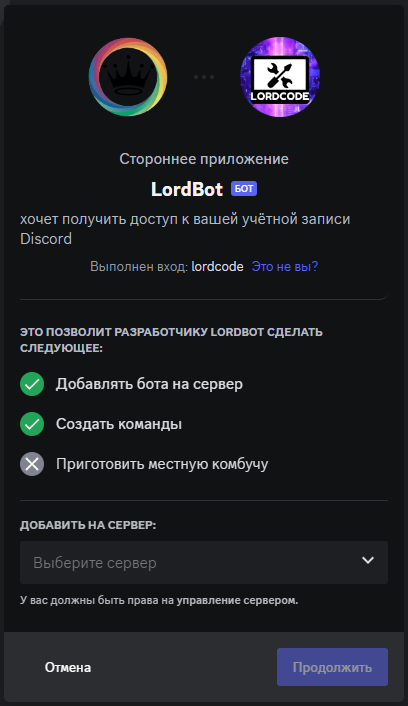 LORDCODE
Стороннее приложение
LordBot БОТ
хочет получить доступ к вашей учётной записи
Discord
Выполнен вход: lordcode Это не вы?
ЭТО ПОЗВОЛИТ РАЗРАБОТЧИКУ LORDBOT СДЕЛАТЬ
СЛЕДУЮЩЕЕ:
Добавлять бота на сервер
Создать команды
Приготовить местную комбучу
ДОБАВИТЬ НА СЕРВЕР:
Выберите сервер
У вас должны быть права на управление сервером.
Отмена
Продолжить